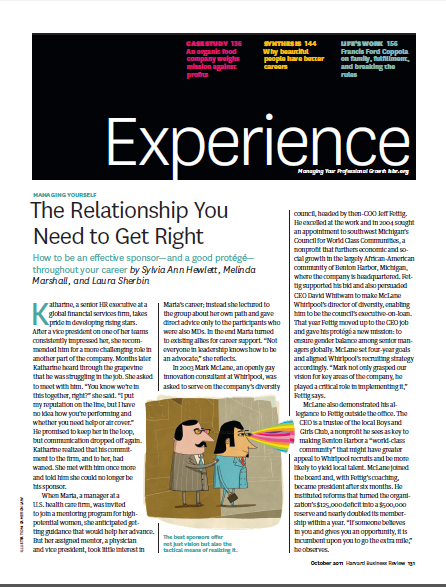 CASE STUDY 136
An organic food
company weighs
mission against
profits
SYNTHESIS 144
Why beautiful
people have better
careers
LIFE'S WORK 156
Francis Ford Coppola
on family, fulfillment,
and breaking the
rules
Experience
Managing Your Professional Growth hbr.org
MANAGING YOURSELF
The Relationship You
Need to Get Right
How to be an effective sponsor—and a good protégé—
throughout your career by Sylvia Ann Hewlett, Melinda
Marshall, and Laura Sherbin
Katharine, a senior HR executive at a
global financial services firm, takes
pride in developing rising stars.
After a vice president on one of her teams
consistently impressed her, she recom-
mended him for a more challenging role in
another part of the company. Months later
Katharine heard through the grapevine
that he was struggling in the job. She asked
to meet with him. "You know we're in
this together, right?" she said. "I put
my reputation on the line, but I have
no idea how you're performing and
whether you need help or air cover."
He promised to keep her in the loop,
but communication dropped off again.
Katharine realized that his commit-
ment to the firm, and to her, had
waned. She met with him once more
and told him she could no longer be
his sponsor.
When Maria, a manager at a
U.S. health care firm, was invited
to join a mentoring program for high-
potential women, she anticipated get-
ting guidance that would help her advance.
But her assigned mentor, a physician
and vice president, took little interest in
Maria's career; instead she lectured to
the group about her own path and gave
direct advice only to the participants who
were also MDs. In the end Maria turned
to existing allies for career support. "Not
everyone in leadership knows how to be
an advocate," she reflects.
In 2003 Mark McLane, an openly gay
innovation consultant at Whirlpool, was
asked to serve on the company's diversity
The best sponsors offer
not just vision but also the
tactical means of realizing it.
council, headed by then-COO Jeff Fettig.
He excelled at the work and in 2004 sought
an appointment to southwest Michigan's
Council for World Class Communities, a
nonprofit that furthers economic and so-
cial growth in the largely African-American
community of Benton Harbor, Michigan,
where the company is headquartered. Fet-
tig supported his bid and also persuaded
CEO David Whitwam to make McLane
Whirlpool's director of diversity, enabling
him to be the council's executive-on-loan.
That year Fettig moved up to the CEO job
and gave his protégé a new mission: to
ensure gender balance among senior man-
agers globally. McLane set four-year goals
and aligned Whirlpool's recruiting strategy
accordingly. "Mark not only grasped our
vision for key areas of the company, he
played a critical role in implementing it,"
Fettig says.
McLane also demonstrated his al-
legiance to Fettig outside the office. The
CEO is a trustee of the local Boys and
Girls Club, a nonprofit he sees as key to
making Benton Harbor a "world-class
community" that might have greater
appeal to Whirlpool recruits and be more
likely to yield local talent. McLane joined
the board and, with Fettig's coaching,
became president after six months. He
instituted reforms that turned the organi-
zation's $125,000 deficit into a $500,000
reserve and nearly doubled its member-
ship within a year. "If someone believes
in you and gives you an opportunity, it is
incumbent upon you to go the extra mile,"
he observes.
October 2011 Harvard Business Review 131